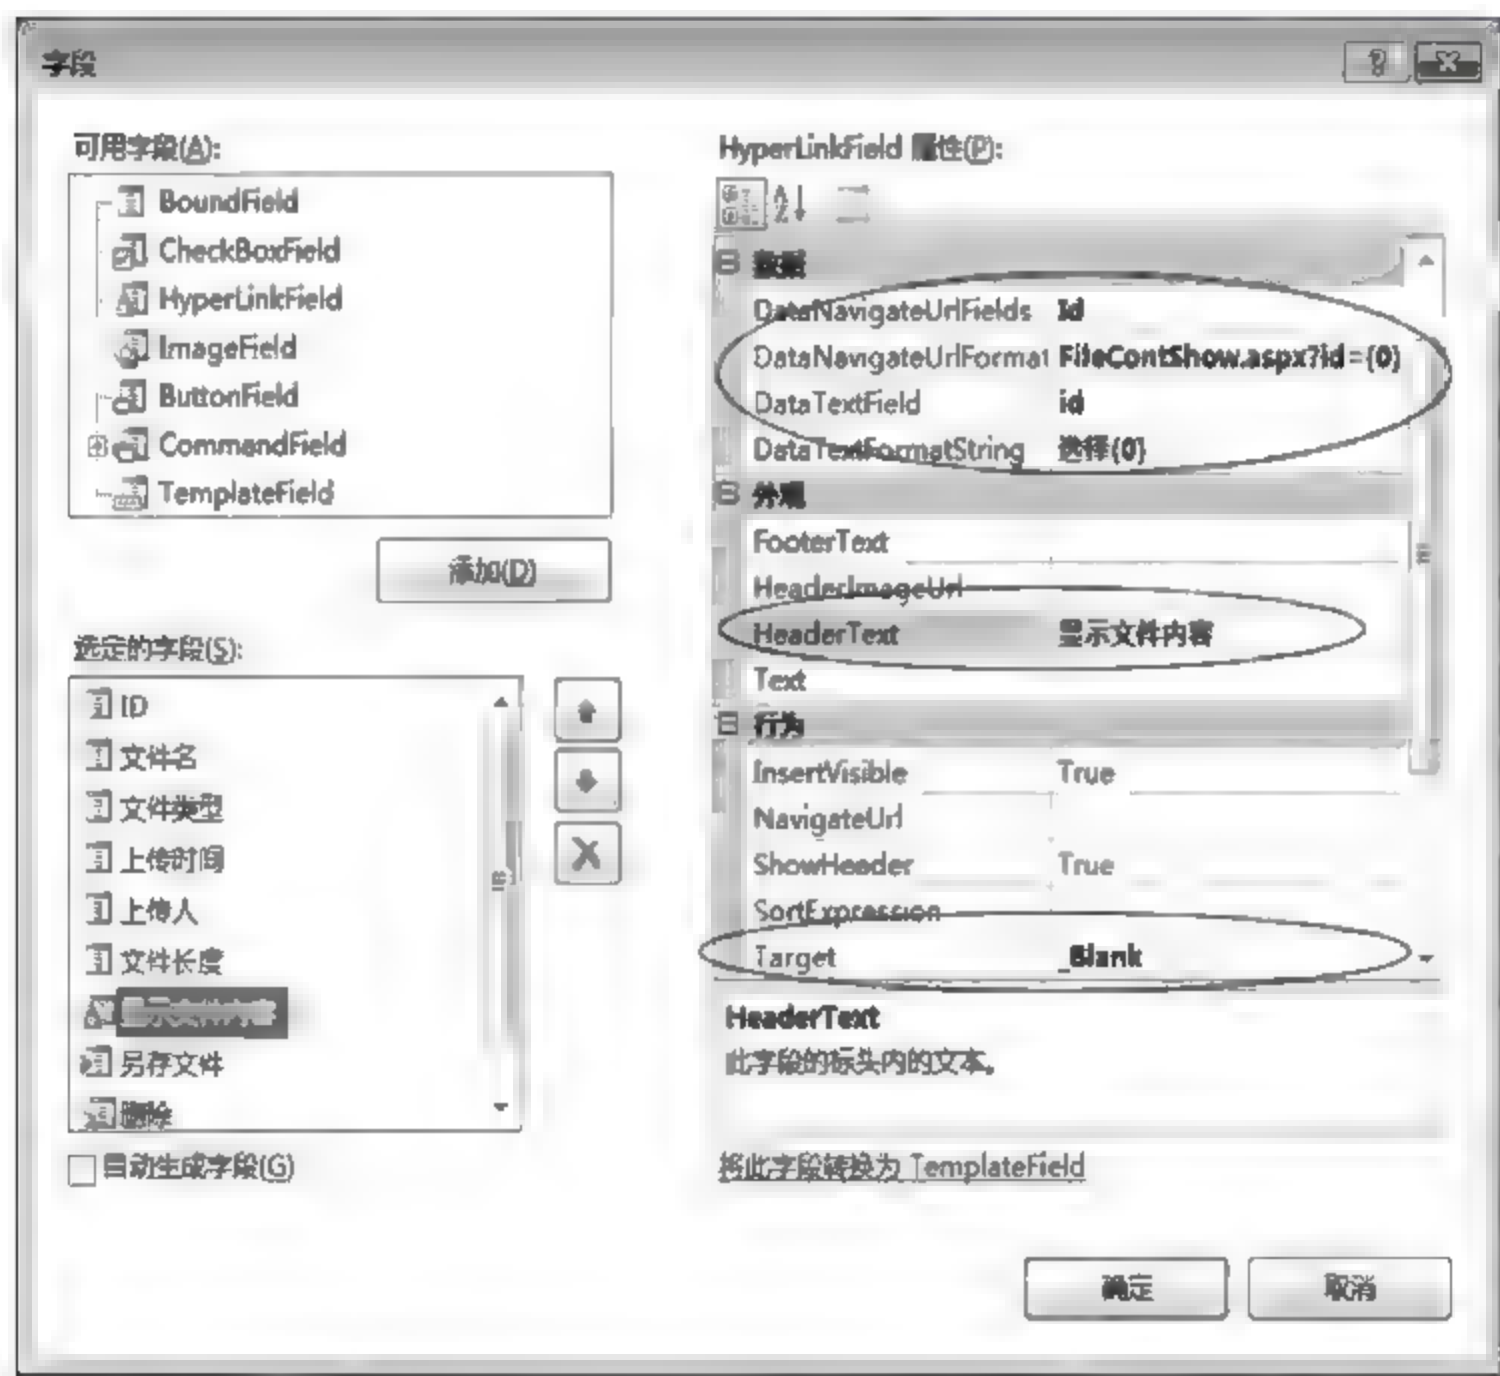 字段
可用字段(A):
BoundField
CheckBoxField
HyperLinkField
ImageField
ButtonField
CommandField
TemplateField
添加(D)
选定的字段(S):
ID
文件名
文件类型
上传时间
上传人
文件长度
显示文件内容
另存文件
删除
自动生成字段(G)
HyperLinkField 属性(P):
数据
DataNavigateUrlFields Id
DataNavigateUrlFormat FileContShow.aspx?id={0}
DataTextField id
DataTextFormatString 选择{0}
外观
FooterText
HeaderImageUrl
HeaderText 显示文件内容
Text
行为
InsertVisible True
NavigateUrl
ShowHeader True
SortExpression
Target _Blank
HeaderText
此字段的标头内的文本。
将此字段转换为 TemplateField
确定 取消